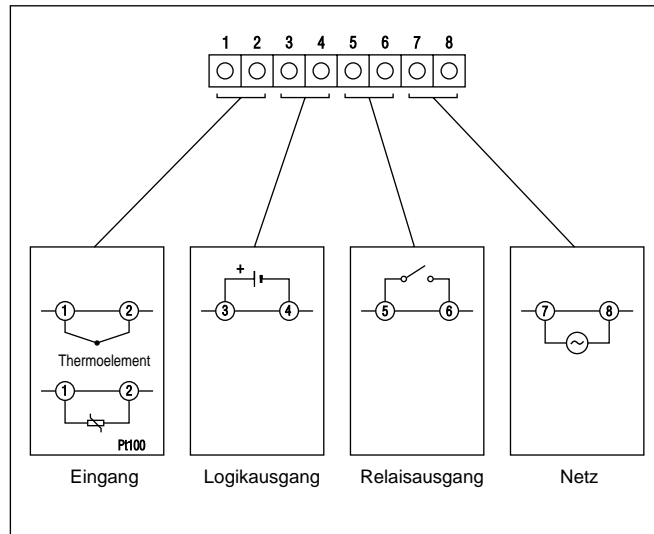 1 2 3 4 5 6 7 8
+
1 2 3 4 5 6 7 8
Thermoelement
1 2
Pt100
Eingang Logikausgang Relaisausgang Netz